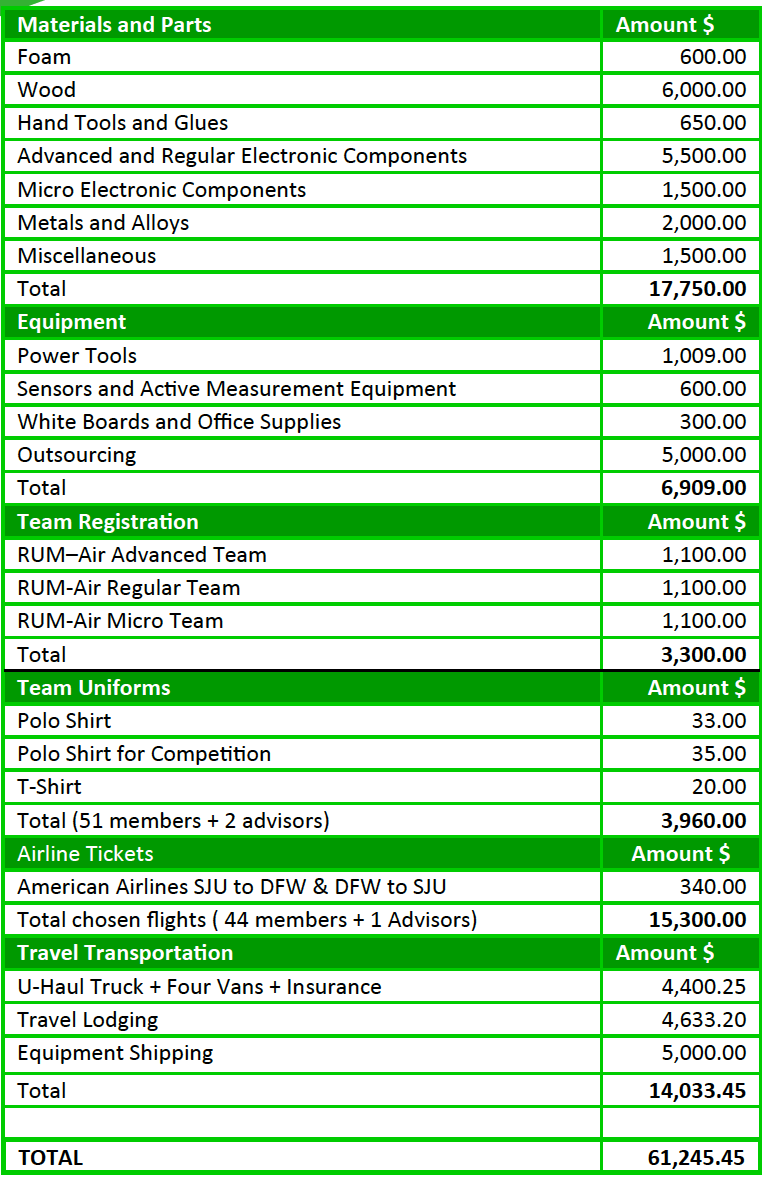 Materials and Parts Amount $
Foam 600.00
Wood 6,000.00
Hand Tools and Glues 650.00
Advanced and Regular Electronic Components 5,500.00
Micro Electronic Components 1,500.00
Metals and Alloys 2,000.00
Miscellaneous 1,500.00
Total 17,750.00
Equipment Amount $
Power Tools 1,009.00
Sensors and Active Measurement Equipment 600.00
White Boards and Office Supplies 300.00
Outsourcing 5,000.00
Total 6,909.00
Team Registration Amount $
RUM–Air Advanced Team 1,100.00
RUM-Air Regular Team 1,100.00
RUM-Air Micro Team 1,100.00
Total 3,300.00
Team Uniforms Amount $
Polo Shirt 33.00
Polo Shirt for Competition 35.00
T-Shirt 20.00
Total (51 members + 2 advisors) 3,960.00
Airline Tickets Amount $
American Airlines SJU to DFW & DFW to SJU 340.00
Total chosen flights ( 44 members + 1 Advisors) 15,300.00
Travel Transportation Amount $
U-Haul Truck + Four Vans + Insurance 4,400.25
Travel Lodging 4,633.20
Equipment Shipping 5,000.00
Total 14,033.45
TOTAL 61,245.45